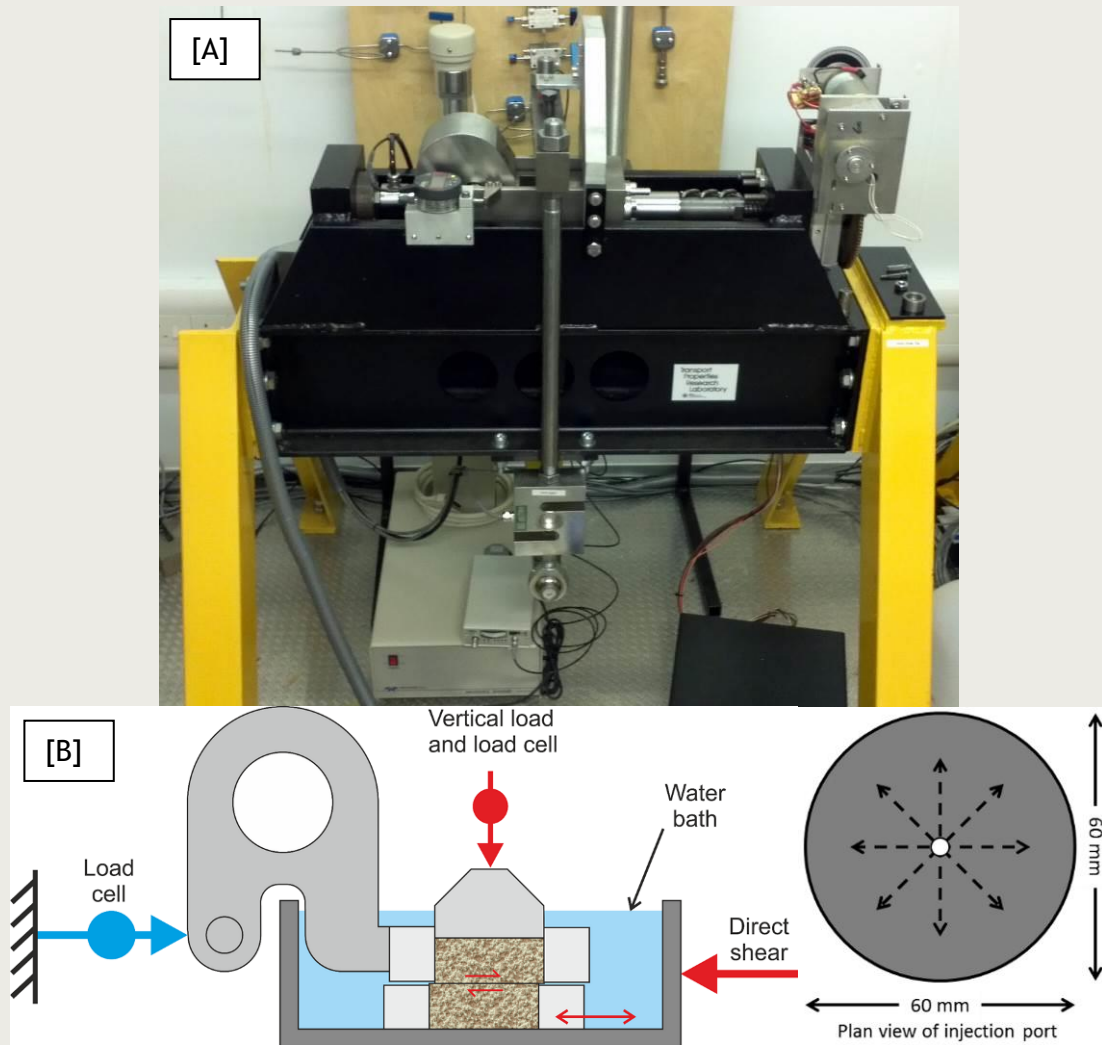 [A]
Transport
Properties
Research
Laboratory
[B]
Vertical load
and load cell
Water
bath
Load
cell
Direct
shear
60 mm
60 mm
Plan view of injection port